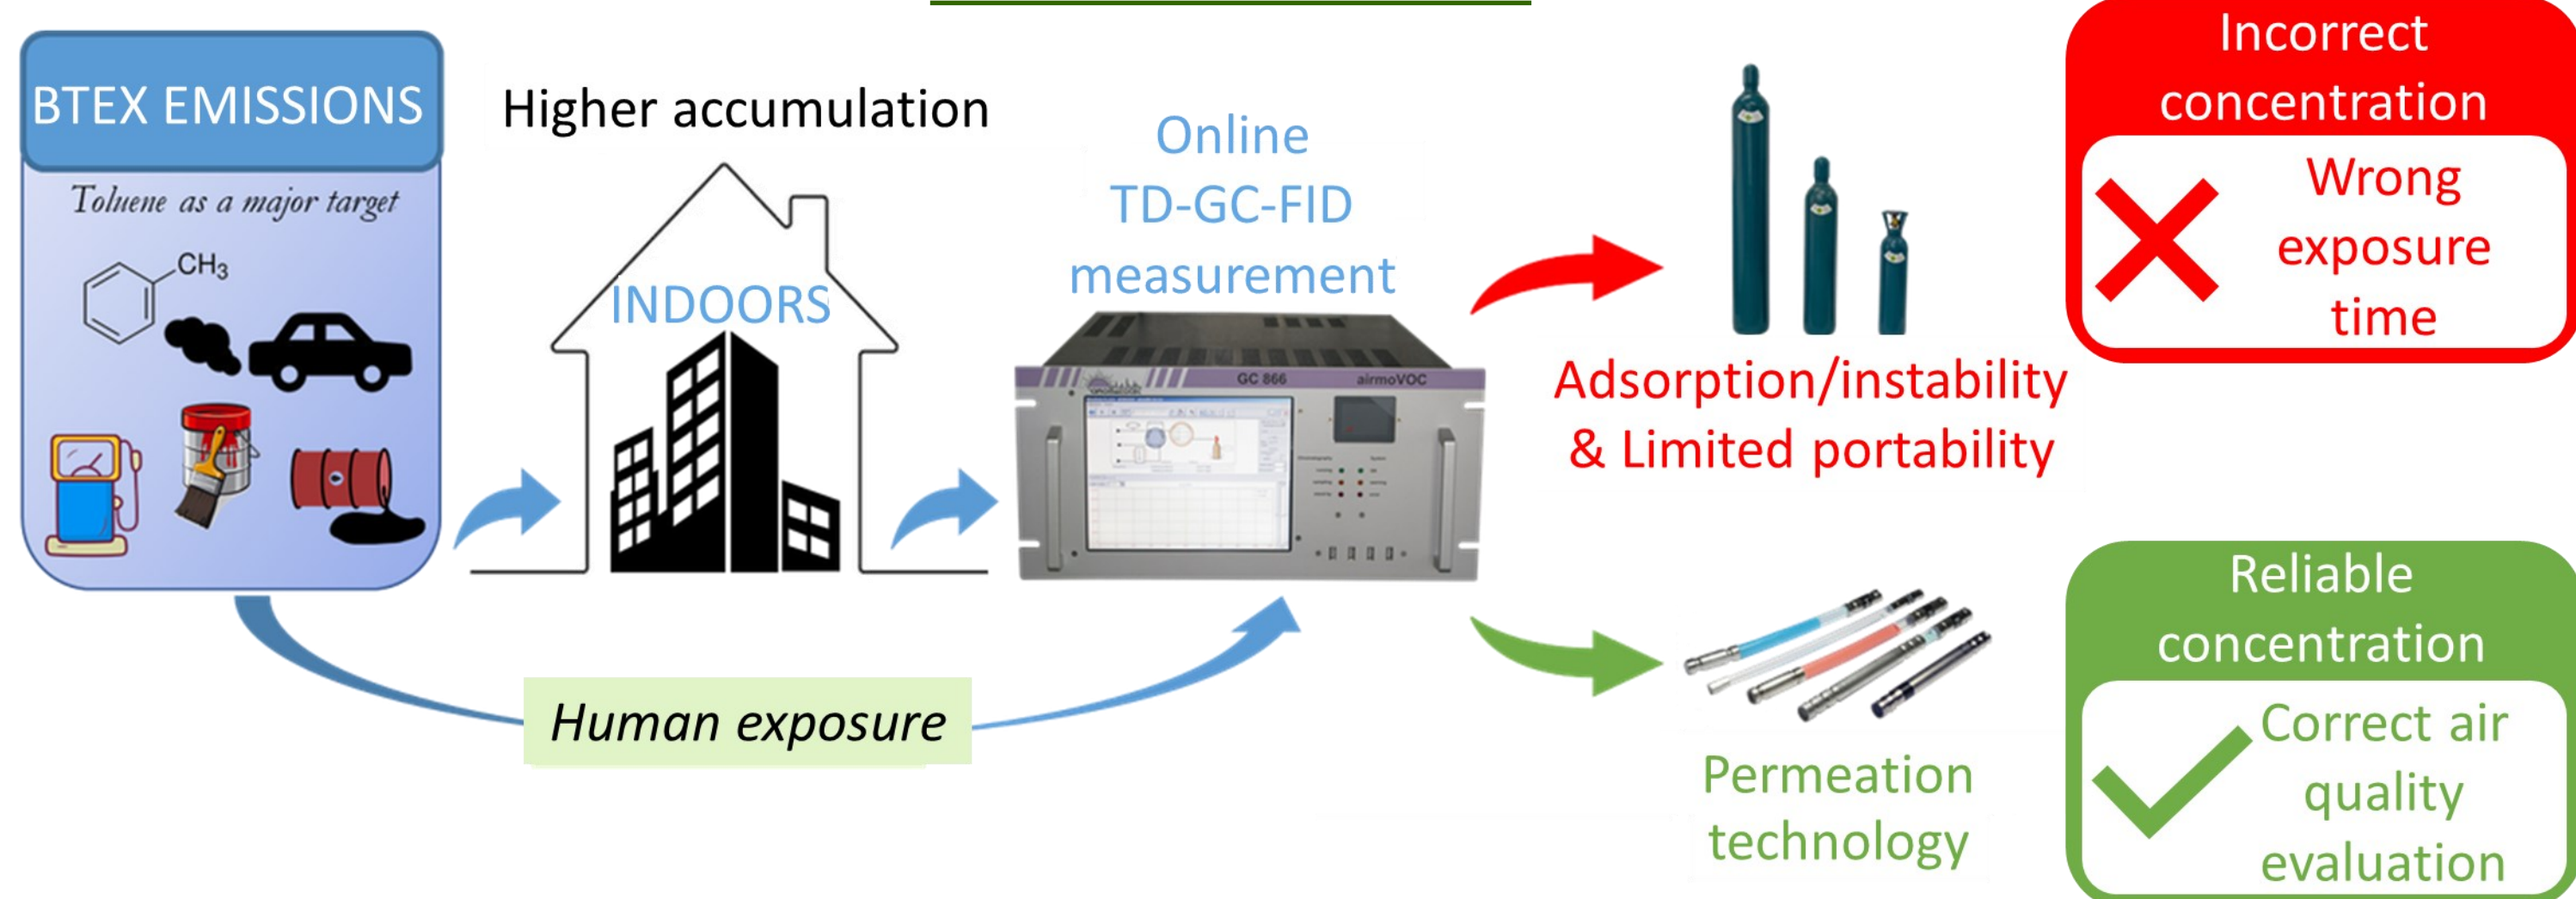 BTEX EMISSIONS
Toluene as a major target
CH3
Higher accumulation
INDOORS
Human exposure
Online
TD-GC-FID
measurement
GC 866
airmoVOC
Adsorption/instability
& Limited portability
Permeation
technology
Incorrect
concentration
Wrong
exposure
time
Reliable
concentration
Correct air
quality
evaluation